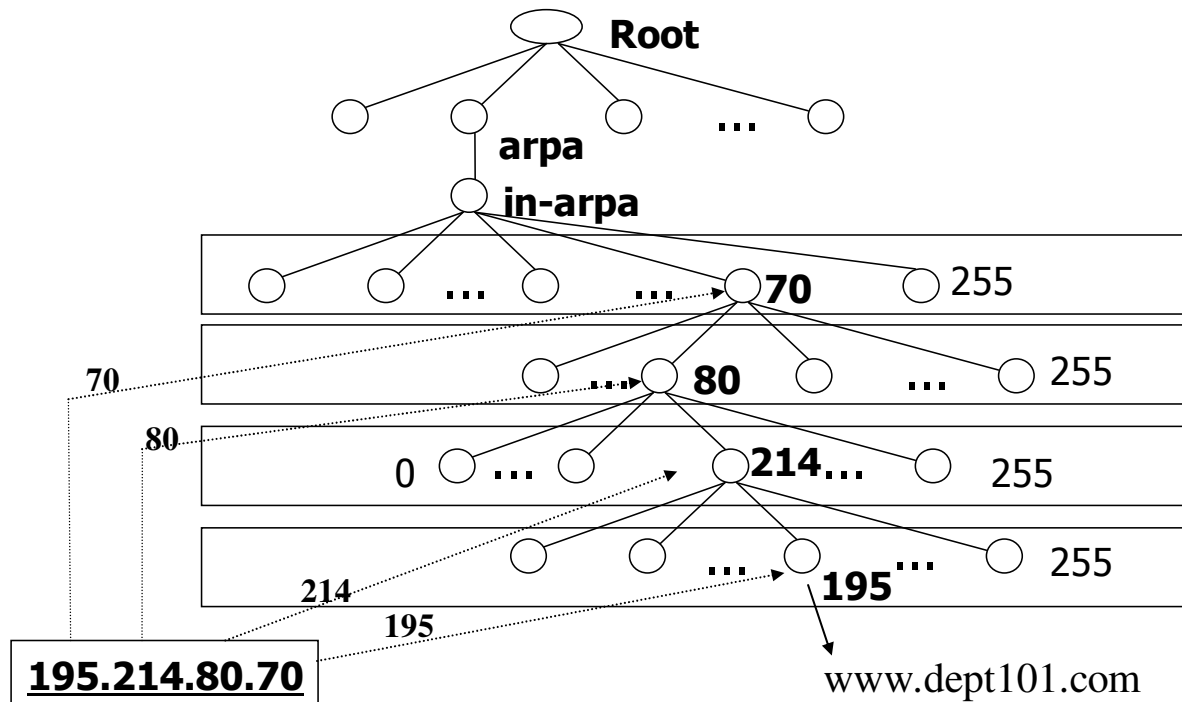 Root
...
arpa
in-arpa
... ... 70 255
70
... 80 ... 255
80
0 ... 214 ... 255
214
... 195 ... 255
195
195.214.80.70
www.dept101.com